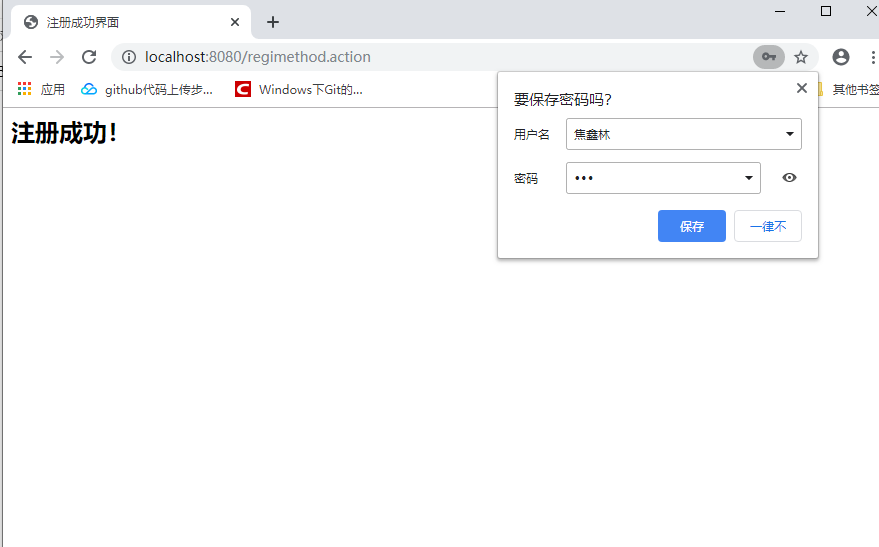 注册成功界面
localhost:8080/regimethod.action
应用 github代码上传步... Windows下Git的... 其他书签
注册成功!
要保存密码吗?
用户名 焦鑫林
密码 •••
保存 一律不